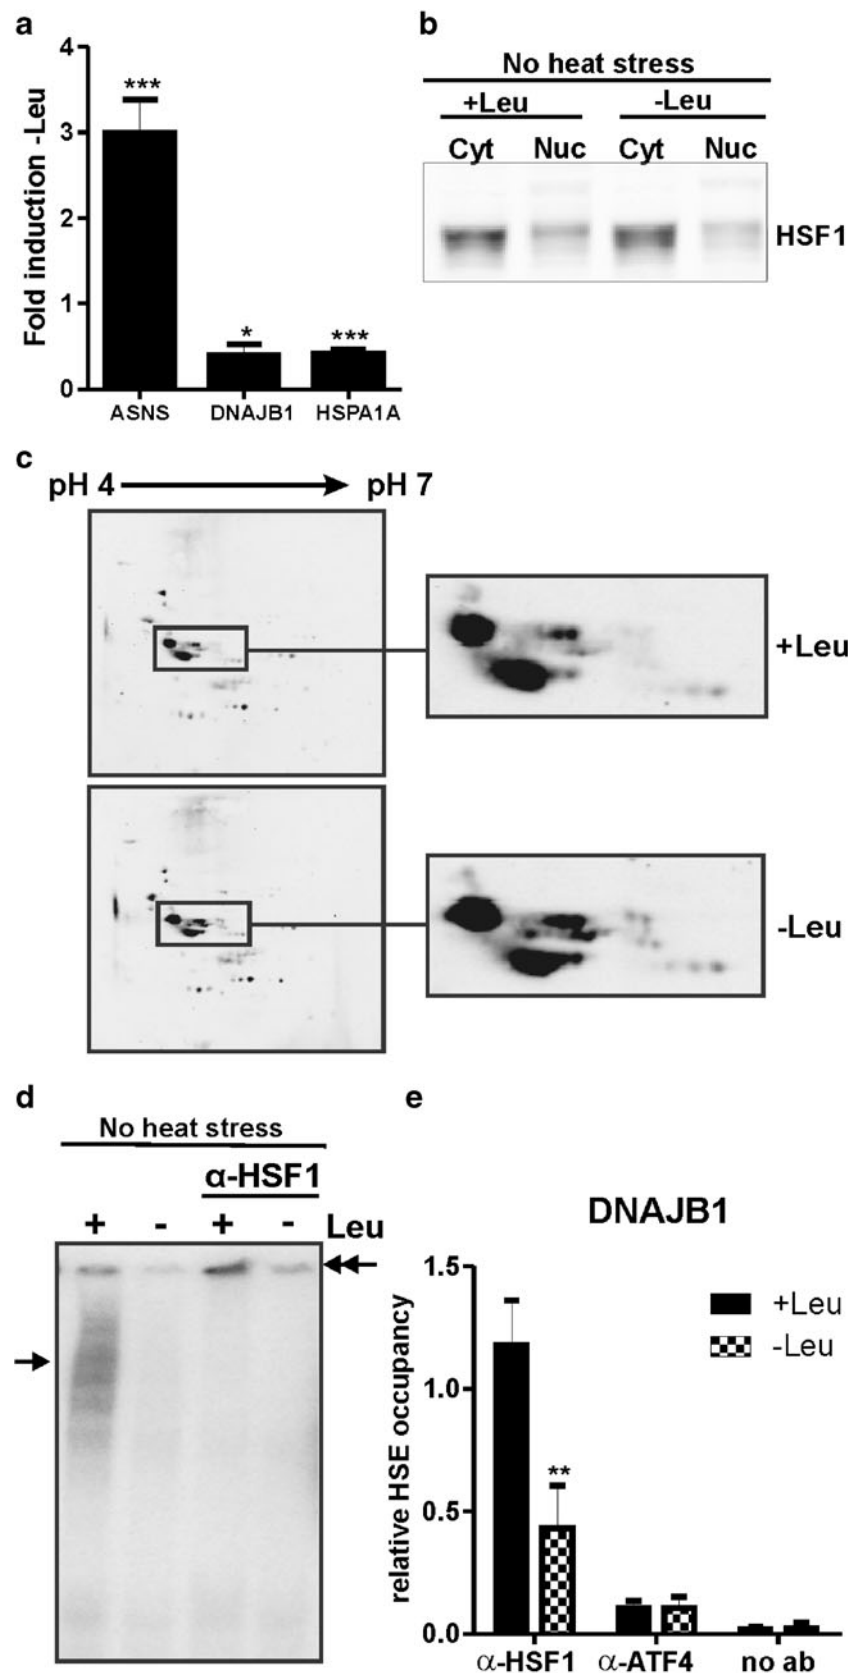 a
Fold induction -Leu
4
3
2
1
0
***
*
***
ASNS DNAJB1 HSPA1A
b
No heat stress
+Leu -Leu
Cyt Nuc Cyt Nuc
HSF1
c
pH 4 pH 7
+Leu
-Leu
d
No heat stress
α-HSF1
+ - + - Leu
e
DNAJB1
relative HSE occupancy
1.5
1.0
0.5
0.0
+Leu
-Leu
**
α-HSF1 α-ATF4 no ab